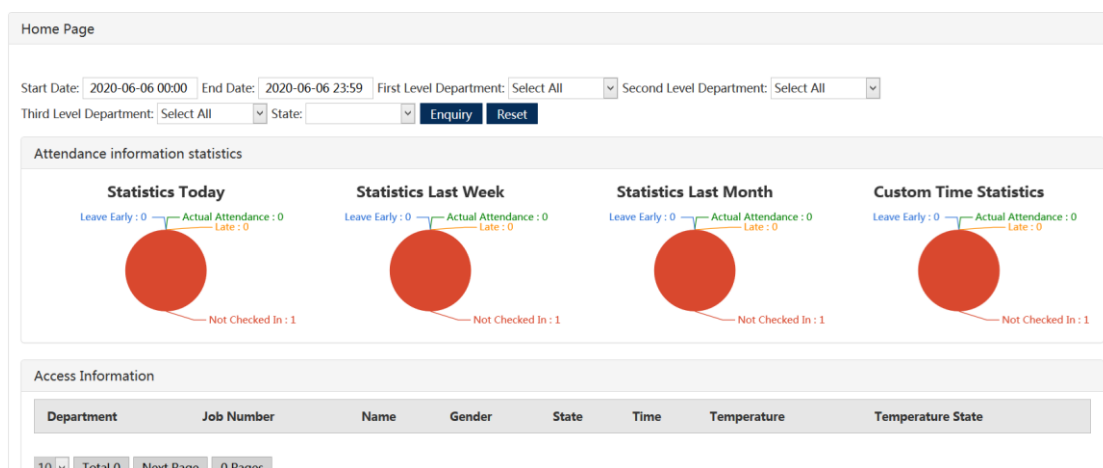 Home Page
Start Date: 2020-06-06 00:00 End Date: 2020-06-06 23:59 First Level Department: Select All Second Level Department: Select All
Third Level Department: Select All State: Enquiry Reset
Attendance information statistics
Statistics Today Statistics Last Week Statistics Last Month Custom Time Statistics
Leave Early : 0 Actual Attendance : 0 Leave Early : 0 Actual Attendance : 0 Leave Early : 0 Actual Attendance : 0 Leave Early : 0 Actual Attendance : 0
Late : 0 Late : 0 Late : 0 Late : 0
Not Checked In : 1 Not Checked In : 1 Not Checked In : 1 Not Checked In : 1
Access Information
Department Job Number Name Gender State Time Temperature Temperature State
10 Total 0 Next Page 0 Pages